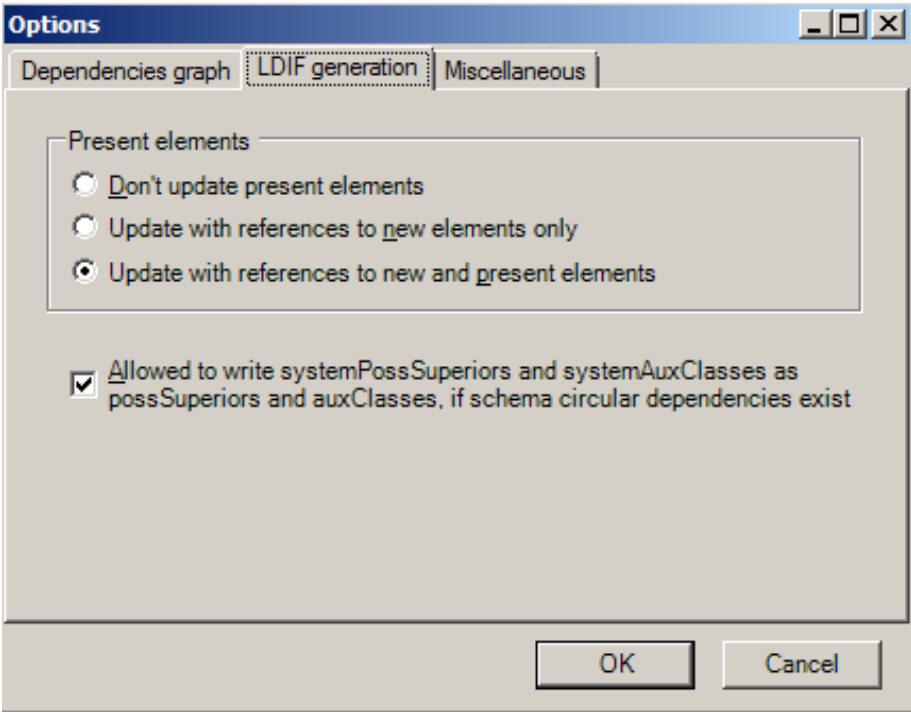 Options
Dependencies graph LDIF generation Miscellaneous
Present elements
Don't update present elements
Update with references to new elements only
Update with references to new and present elements
Allowed to write systemPossSuperiors and systemAuxClasses as
possSuperiors and auxClasses, if schema circular dependencies exist
OK Cancel